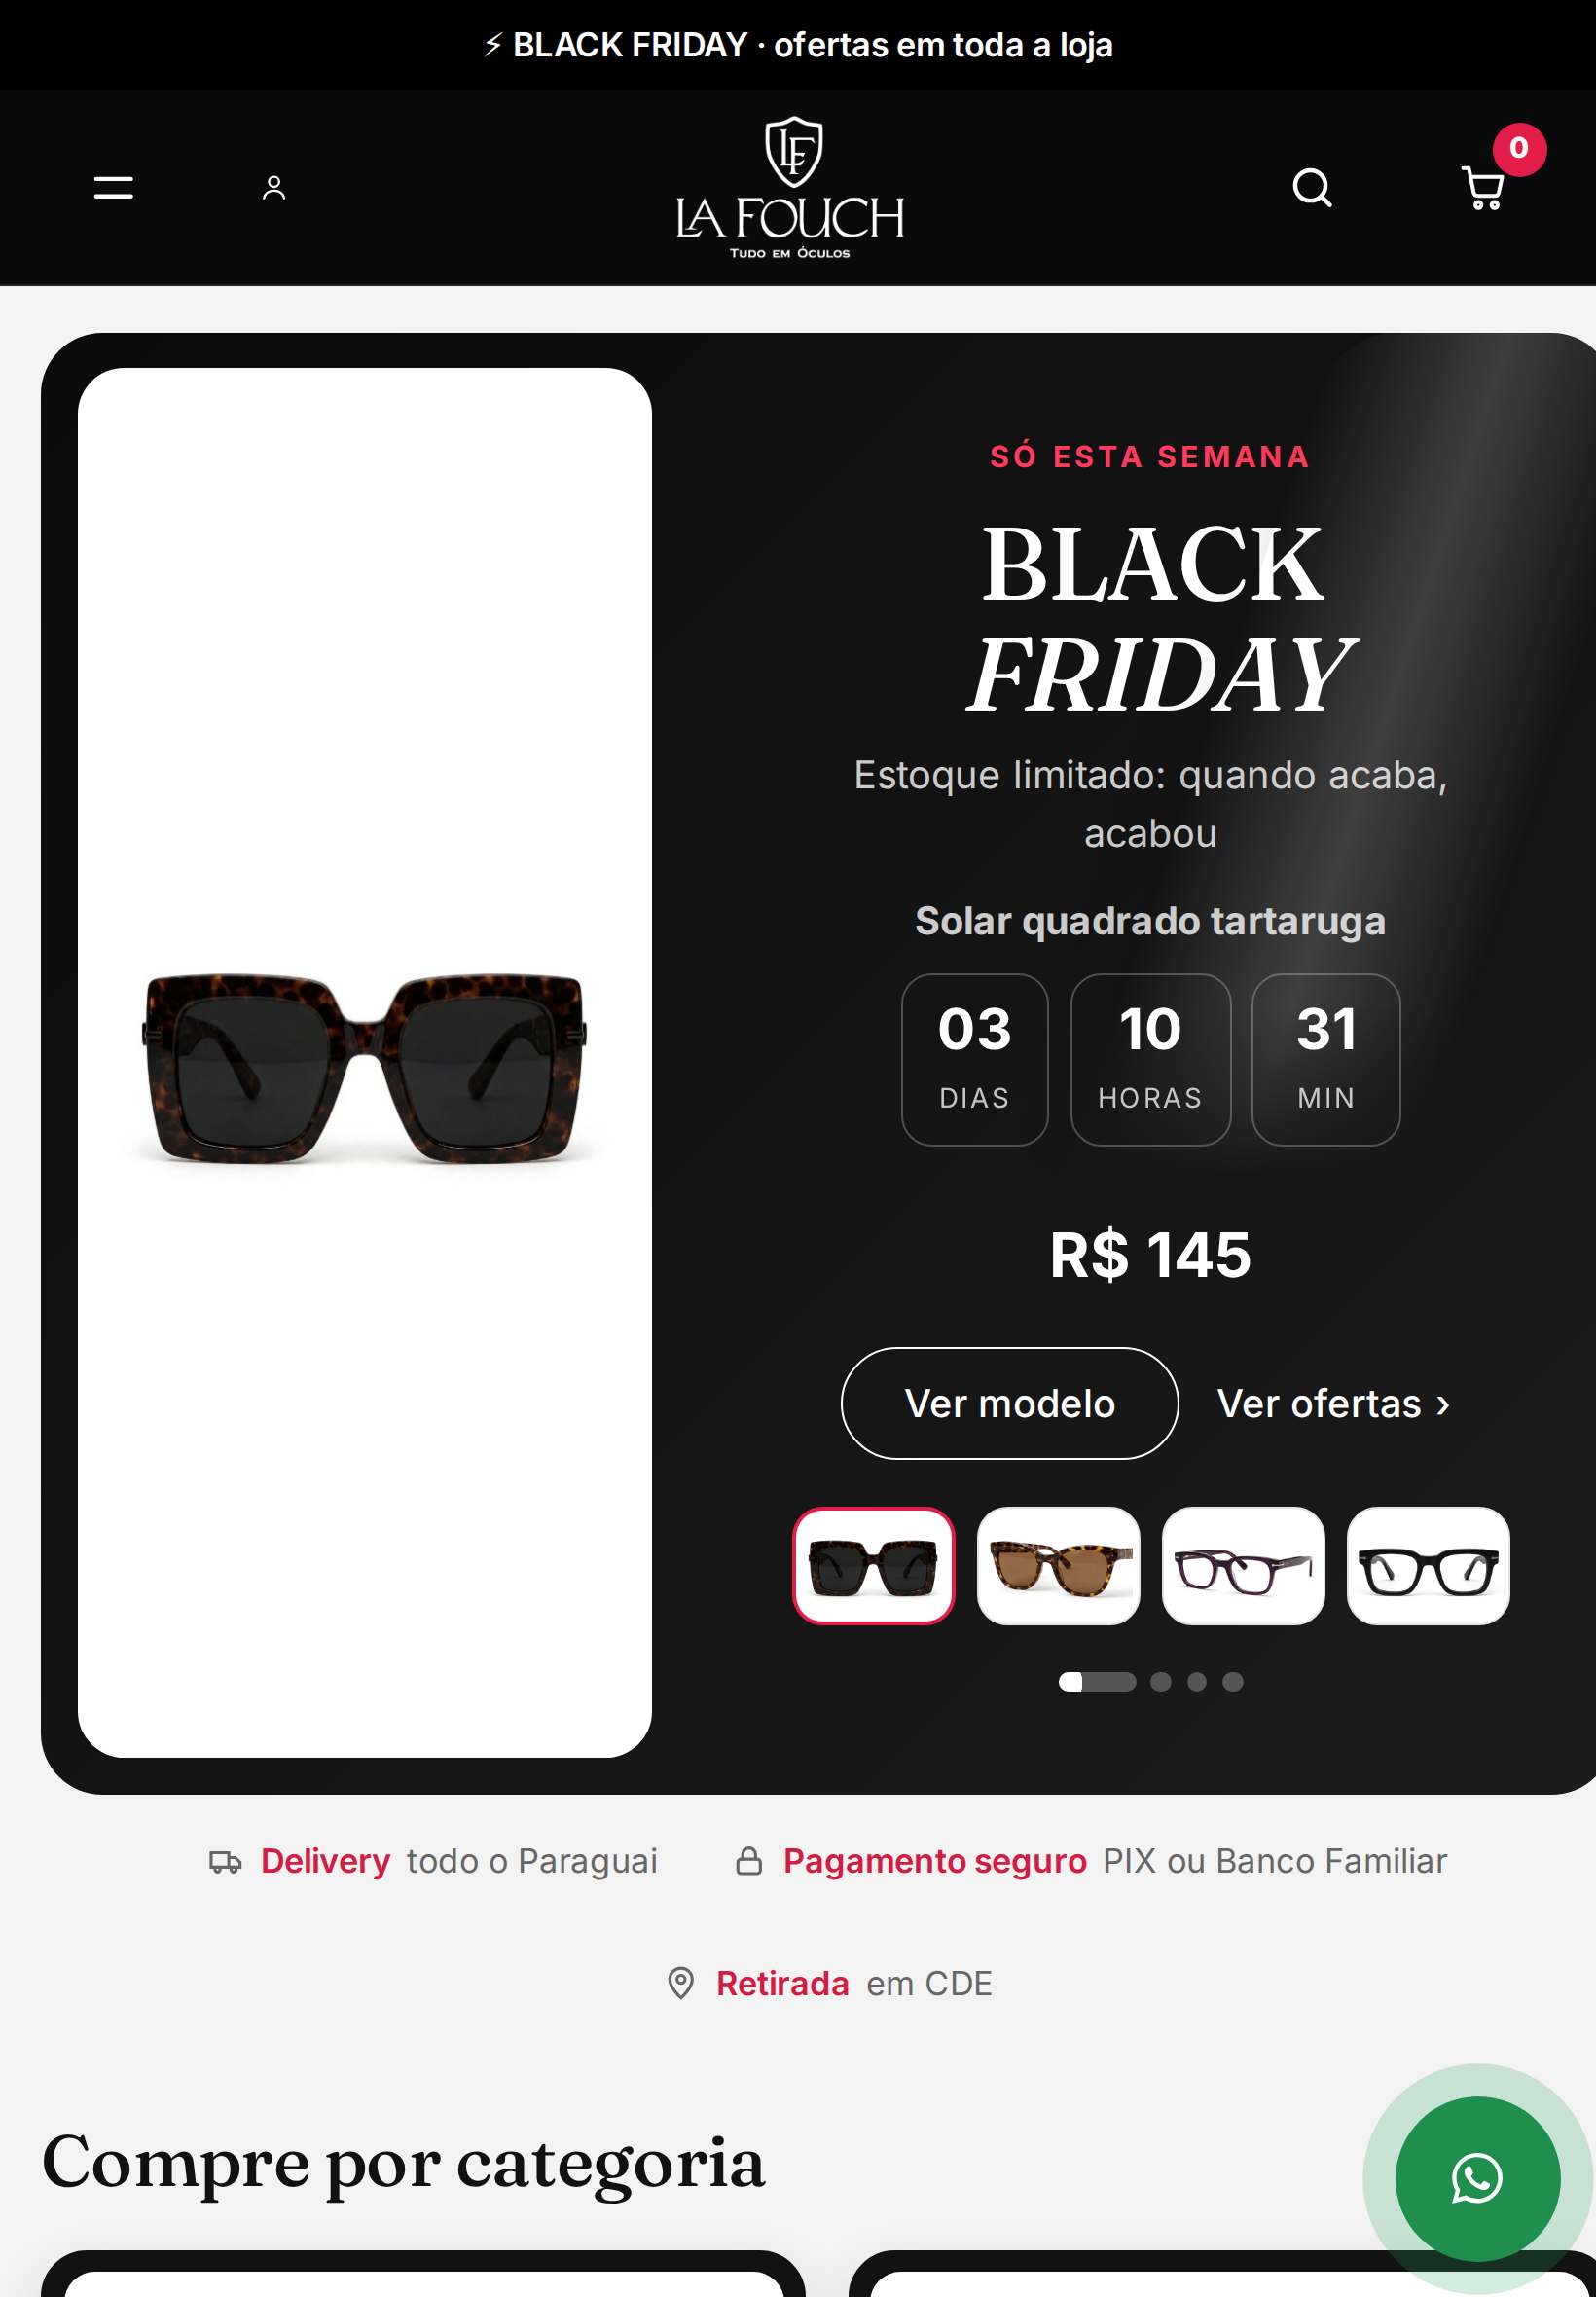 ⚡ BLACK FRIDAY · ofertas em toda a loja
0
LF
LA FOUCH
TUDO EM ÓCULOS
SÓ ESTA SEMANA
BLACK
FRIDAY
Estoque limitado: quando acaba,
acabou
Solar quadrado tartaruga
03 10 31
DIAS HORAS MIN
R$ 145
Ver modelo Ver ofertas ›
Delivery todo o Paraguai Pagamento seguro PIX ou Banco Familiar
Retirada em CDE
Compre por categoria